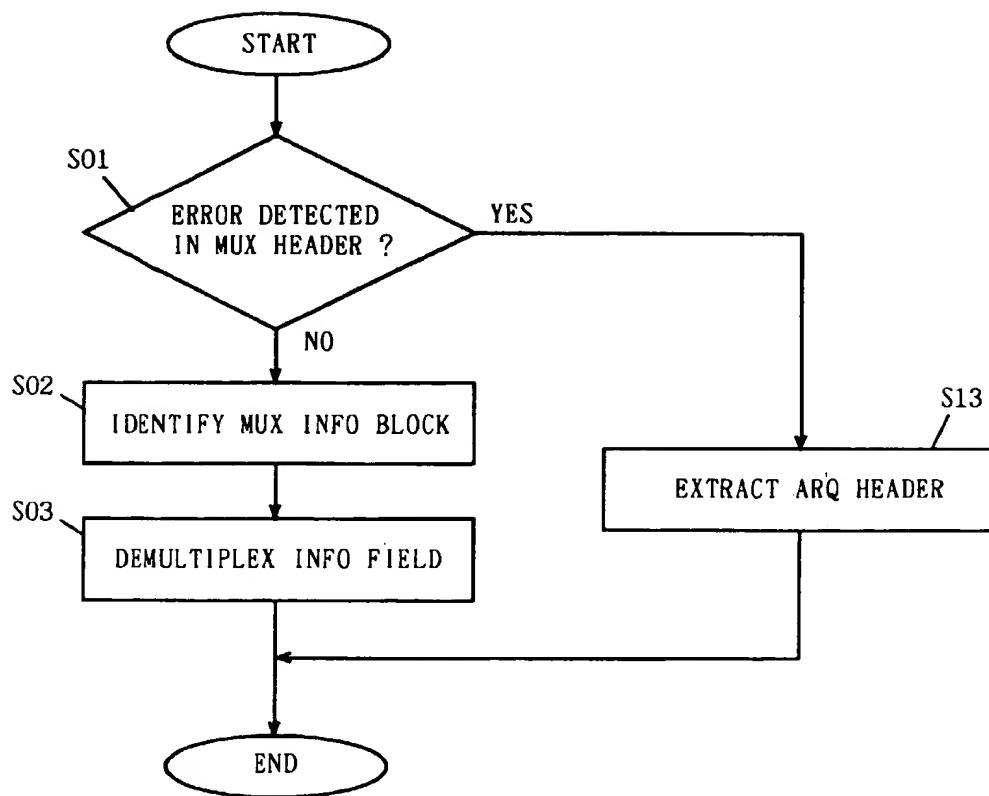 START
S01
ERROR DETECTED
IN MUX HEADER ?
YES
NO
S02
IDENTIFY MUX INFO BLOCK
S13
EXTRACT ARQ HEADER
S03
DEMULTIPLEX INFO FIELD
END